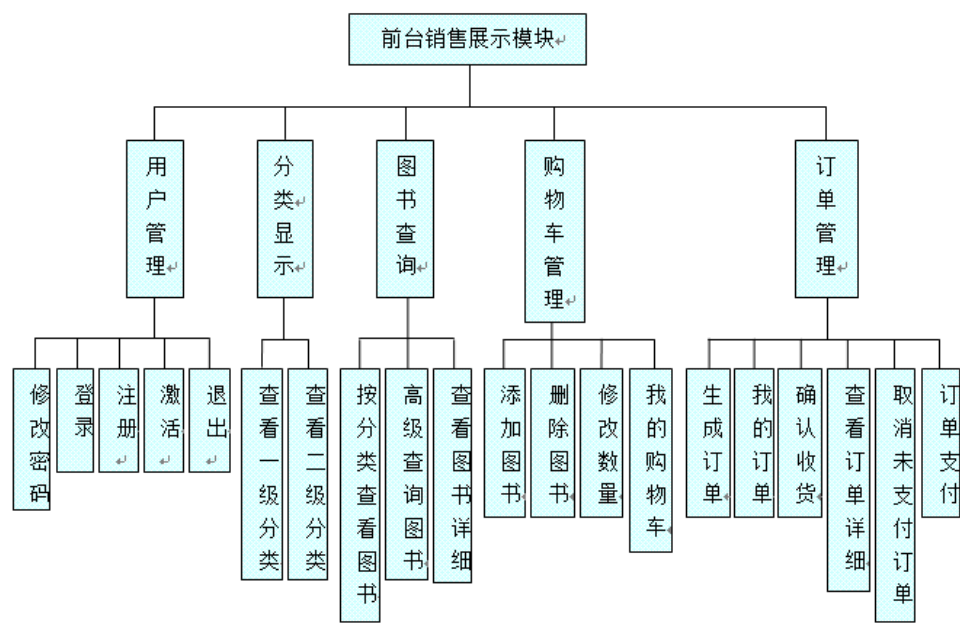 前台销售展示模块
用户管理
分类显示
图书查询
购物车管理
订单管理
修改密码
登录
注册
激活
退出
查看一级分类
查看二级分类
按分类查看图书
高级查询图书
查看图书详细
添加图书
删除图书
修改数量
我的购物车
生成订单
我的订单
确认收货
查看订单详细
取消未支付订单
订单支付